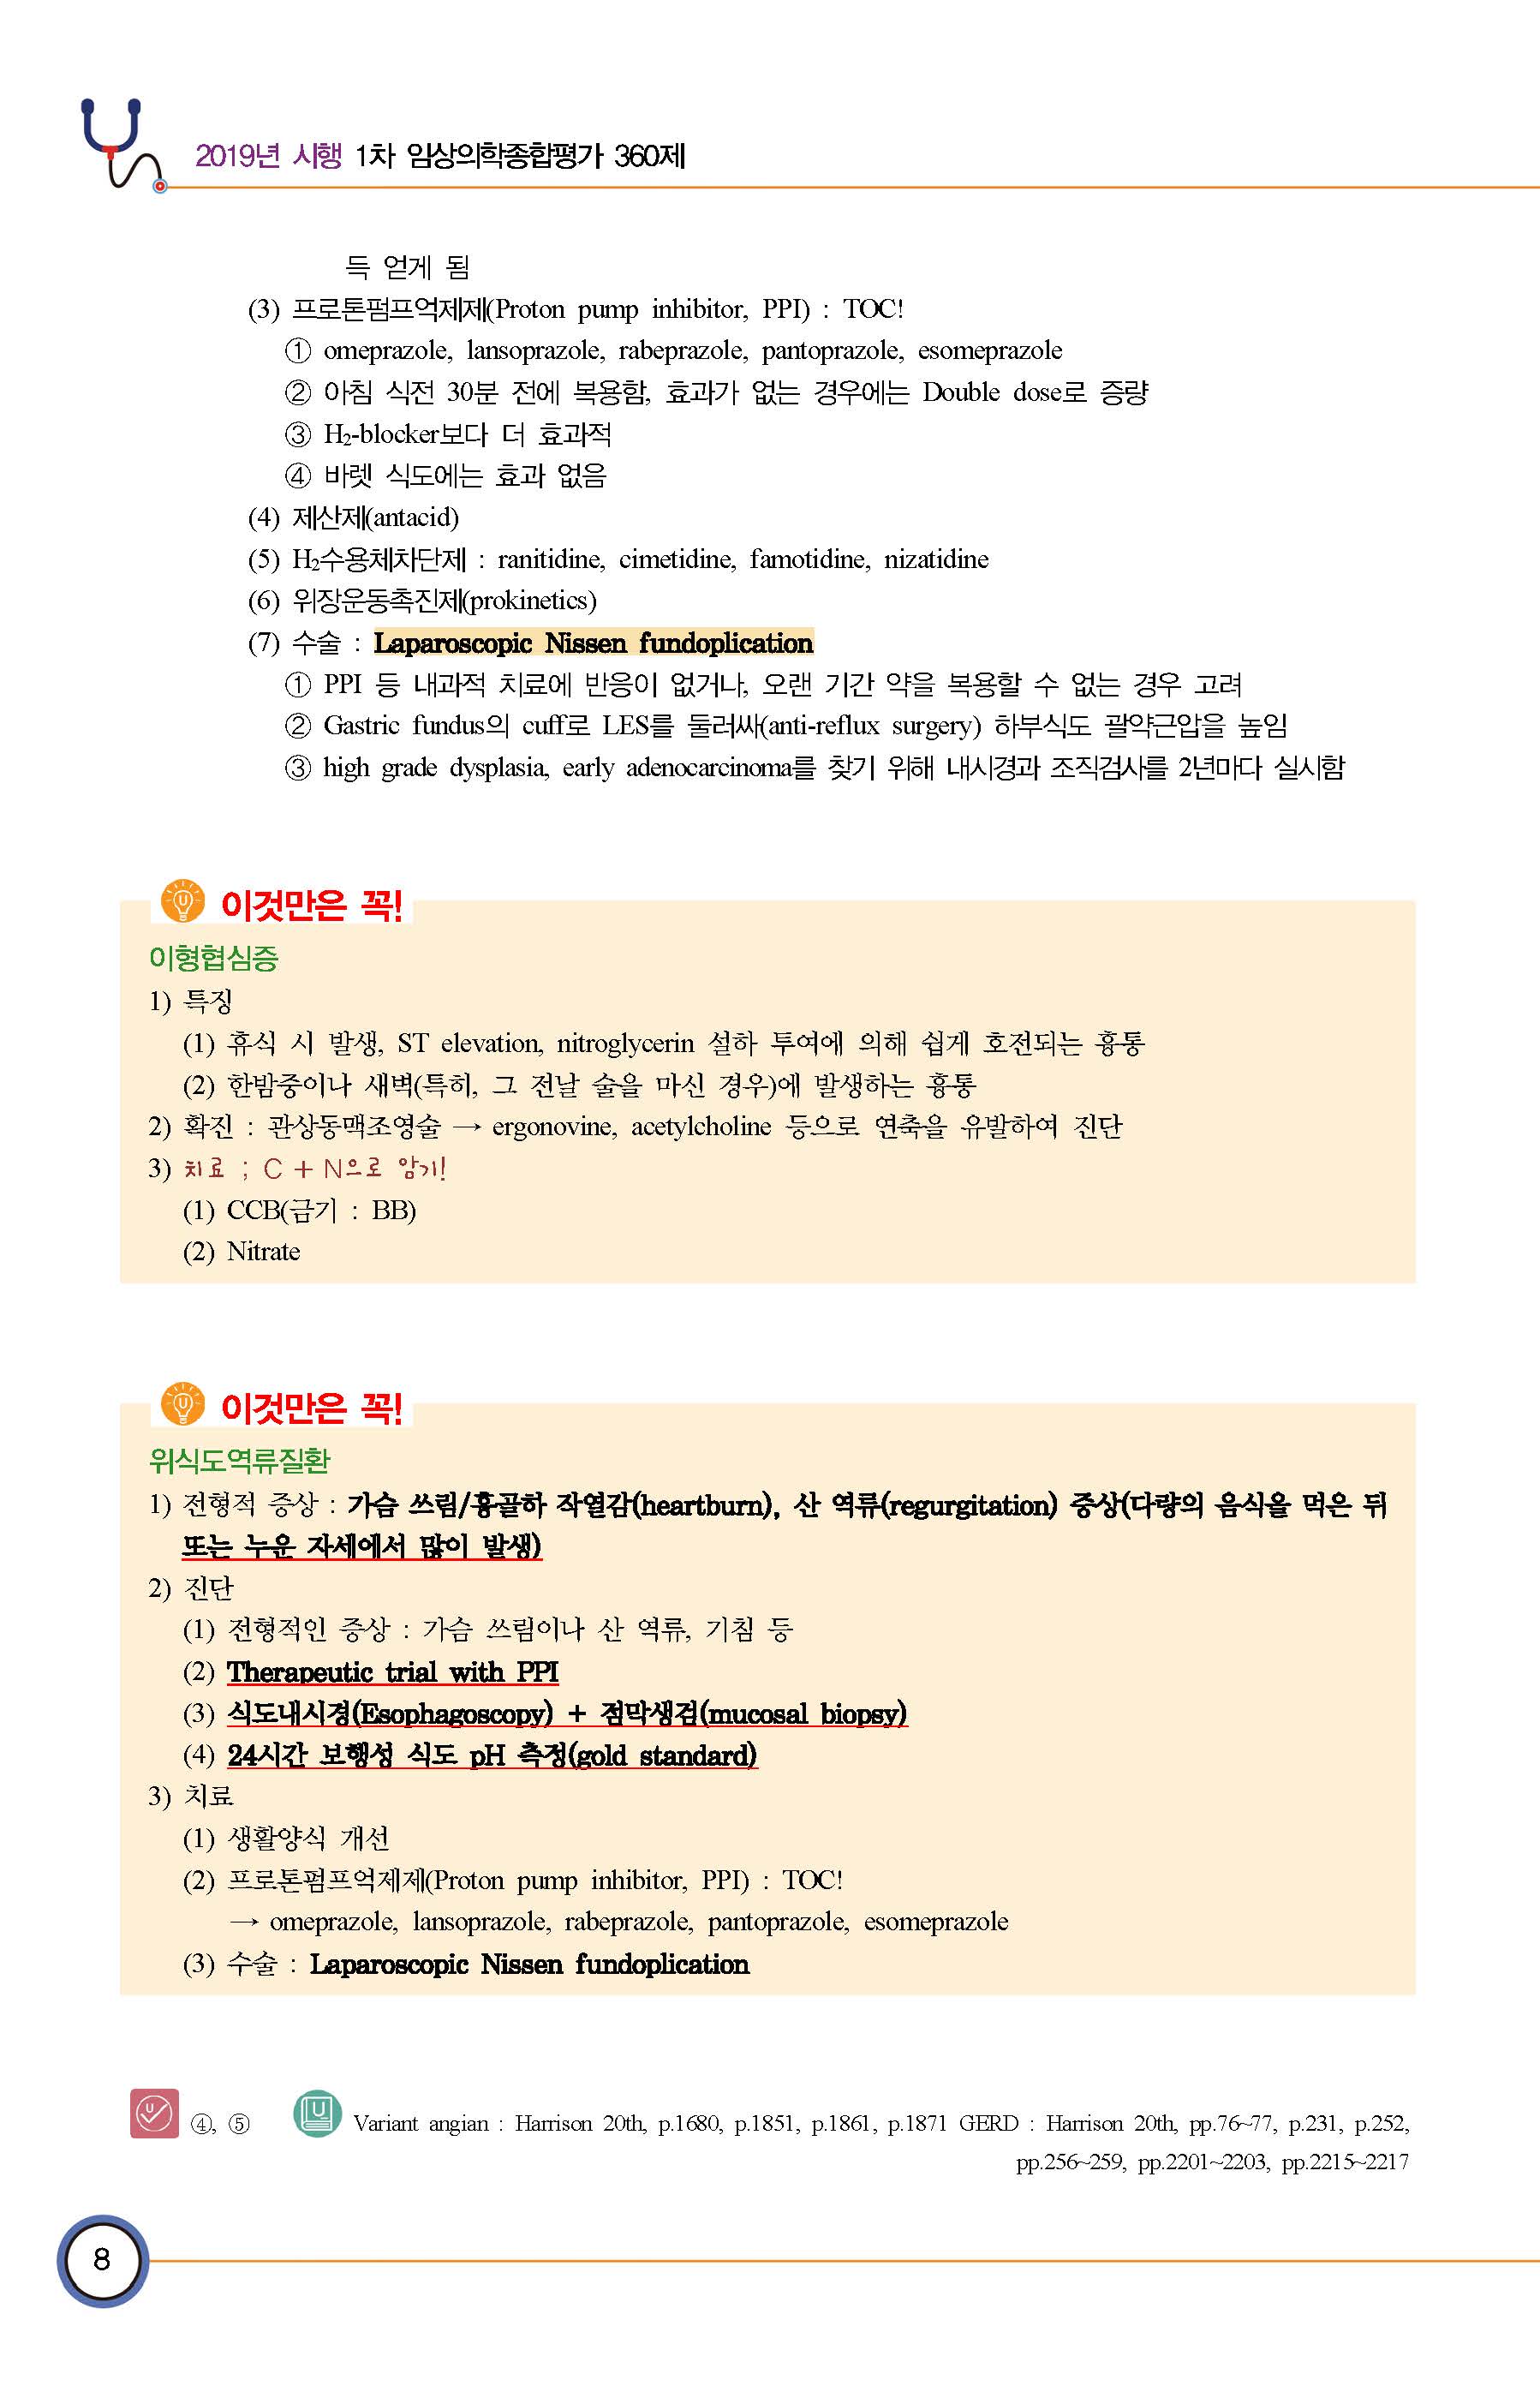 2019년 시행 1차 임상의학종합평가 360제
득 얻게 됨
(3) 프로톤펌프억제제(Proton pump inhibitor, PPI) : TOC!
① omeprazole, lansoprazole, rabeprazole, pantoprazole, esomeprazole
② 아침 식전 30분 전에 복용함, 효과가 없는 경우에는 Double dose로 증량
③ H₂-blocker보다 더 효과적
④ 바렛 식도에는 효과 없음
(4) 제산제(antacid)
(5) H₂수용체차단제 : ranitidine, cimetidine, famotidine, nizatidine
(6) 위장운동촉진제(prokinetics)
(7) 수술 : Laparoscopic Nissen fundoplication
① PPI 등 내과적 치료에 반응이 없거나, 오랜 기간 약을 복용할 수 없는 경우 고려
② Gastric fundus의 cuff로 LES를 둘러싸(anti-reflux surgery) 하부식도 괄약근압을 높임
③ high grade dysplasia, early adenocarcinoma를 찾기 위해 내시경과 조직검사를 2년마다 실시함
이것만은 꼭!
이형협심증
1) 특징
(1) 휴식 시 발생, ST elevation, nitroglycerin 설하 투여에 의해 쉽게 호전되는 흉통
(2) 한밤중이나 새벽(특히, 그 전날 술을 마신 경우)에 발생하는 흉통
2) 확진 : 관상동맥조영술 → ergonovine, acetylcholine 등으로 연축을 유발하여 진단
3) 치료 ; C + N으로 암기!
(1) CCB(금기 : BB)
(2) Nitrate
이것만은 꼭!
위식도역류질환
1) 전형적 증상 : 가슴 쓰림/흉골하 작열감(heartburn), 산 역류(regurgitation) 증상(다량의 음식을 먹은 뒤
또는 누운 자세에서 많이 발생)
2) 진단
(1) 전형적인 증상 : 가슴 쓰림이나 산 역류, 기침 등
(2) Therapeutic trial with PPI
(3) 식도내시경(Esophagoscopy) + 점막생검(mucosal biopsy)
(4) 24시간 보행성 식도 pH 측정(gold standard)
3) 치료
(1) 생활양식 개선
(2) 프로톤펌프억제제(Proton pump inhibitor, PPI) : TOC!
→ omeprazole, lansoprazole, rabeprazole, pantoprazole, esomeprazole
(3) 수술 : Laparoscopic Nissen fundoplication
④, ⑤ Variant angian : Harrison 20th, p.1680, p.1851, p.1861, p.1871 GERD : Harrison 20th, pp.76~77, p.231, p.252,
pp.256~259, pp.2201~2203, pp.2215~2217
8